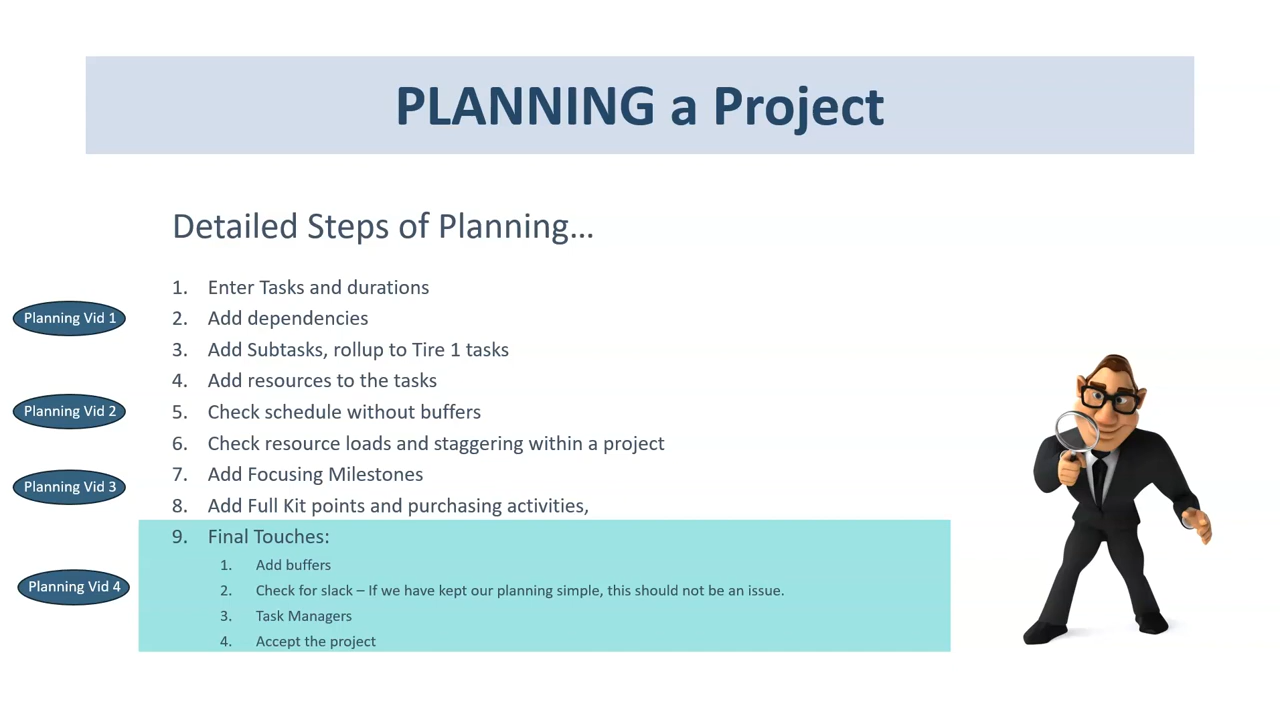 PLANNING a Project
Detailed Steps of Planning...
1. Enter Tasks and durations
Planning Vid 1
2. Add dependencies
3. Add Subtasks, rollup to Tire 1 tasks
4. Add resources to the tasks
Planning Vid 2
5. Check schedule without buffers
6. Check resource loads and staggering within a project
7. Add Focusing Milestones
Planning Vid 3
8. Add Full Kit points and purchasing activities,
9. Final Touches:
1. Add buffers
Planning Vid 4
2. Check for slack – If we have kept our planning simple, this should not be an issue.
3. Task Managers
4. Accept the project